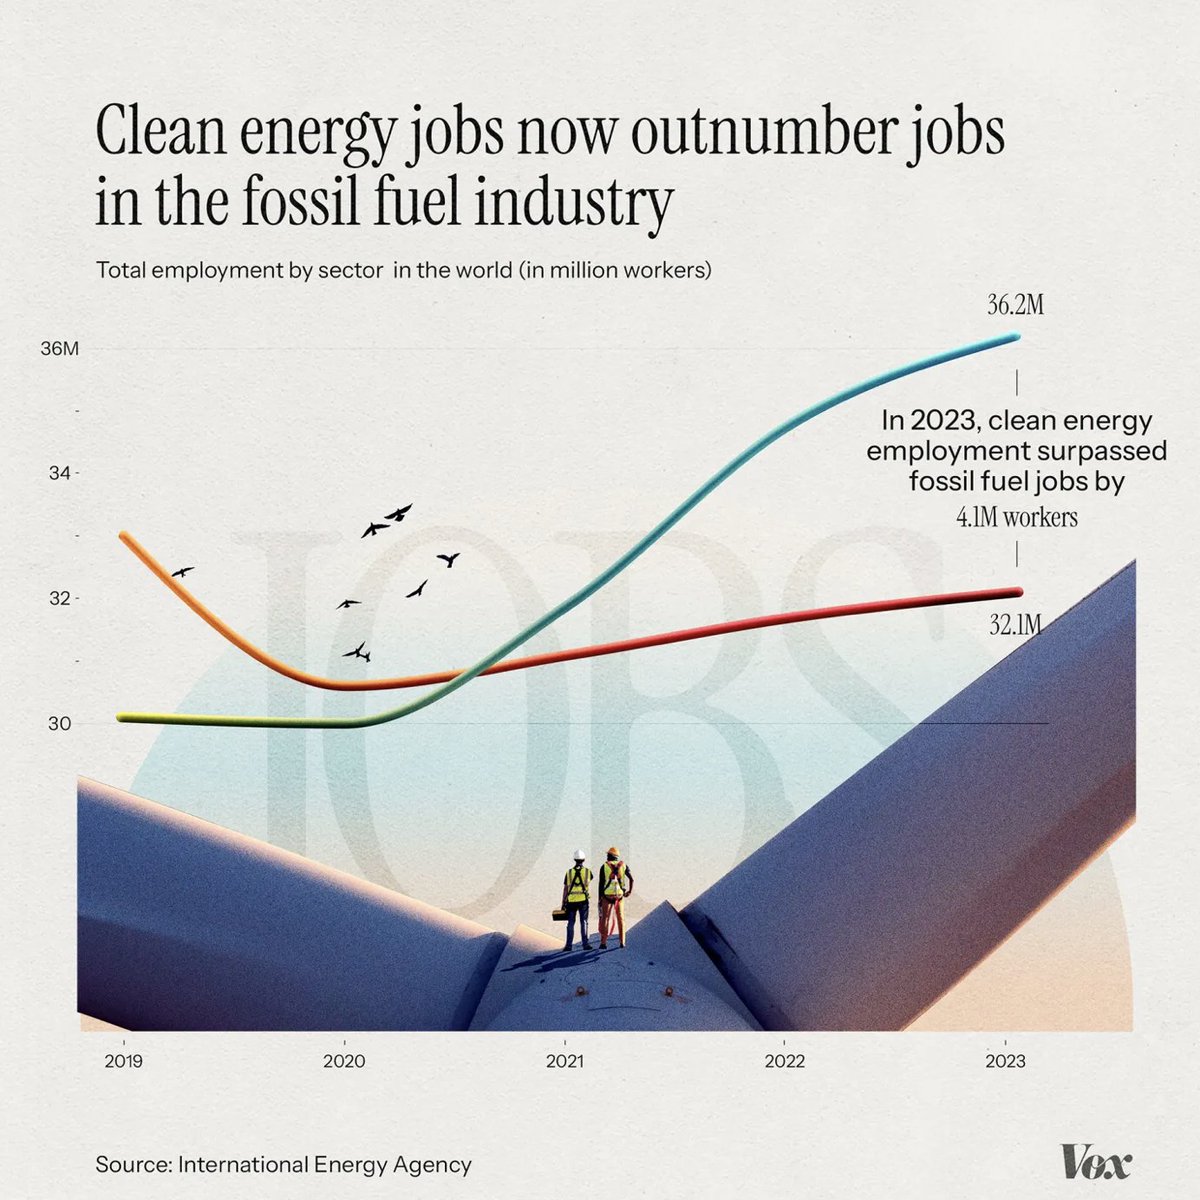 Clean energy jobs now outnumber jobs
in the fossil fuel industry
Total employment by sector in the world (in million workers)
36.2M
36M
In 2023, clean energy
employment surpassed
fossil fuel jobs by
4.1M workers
34
32
32.1M
30
JOBS
2019 2020 2021 2022 2023
Source: International Energy Agency
Vox